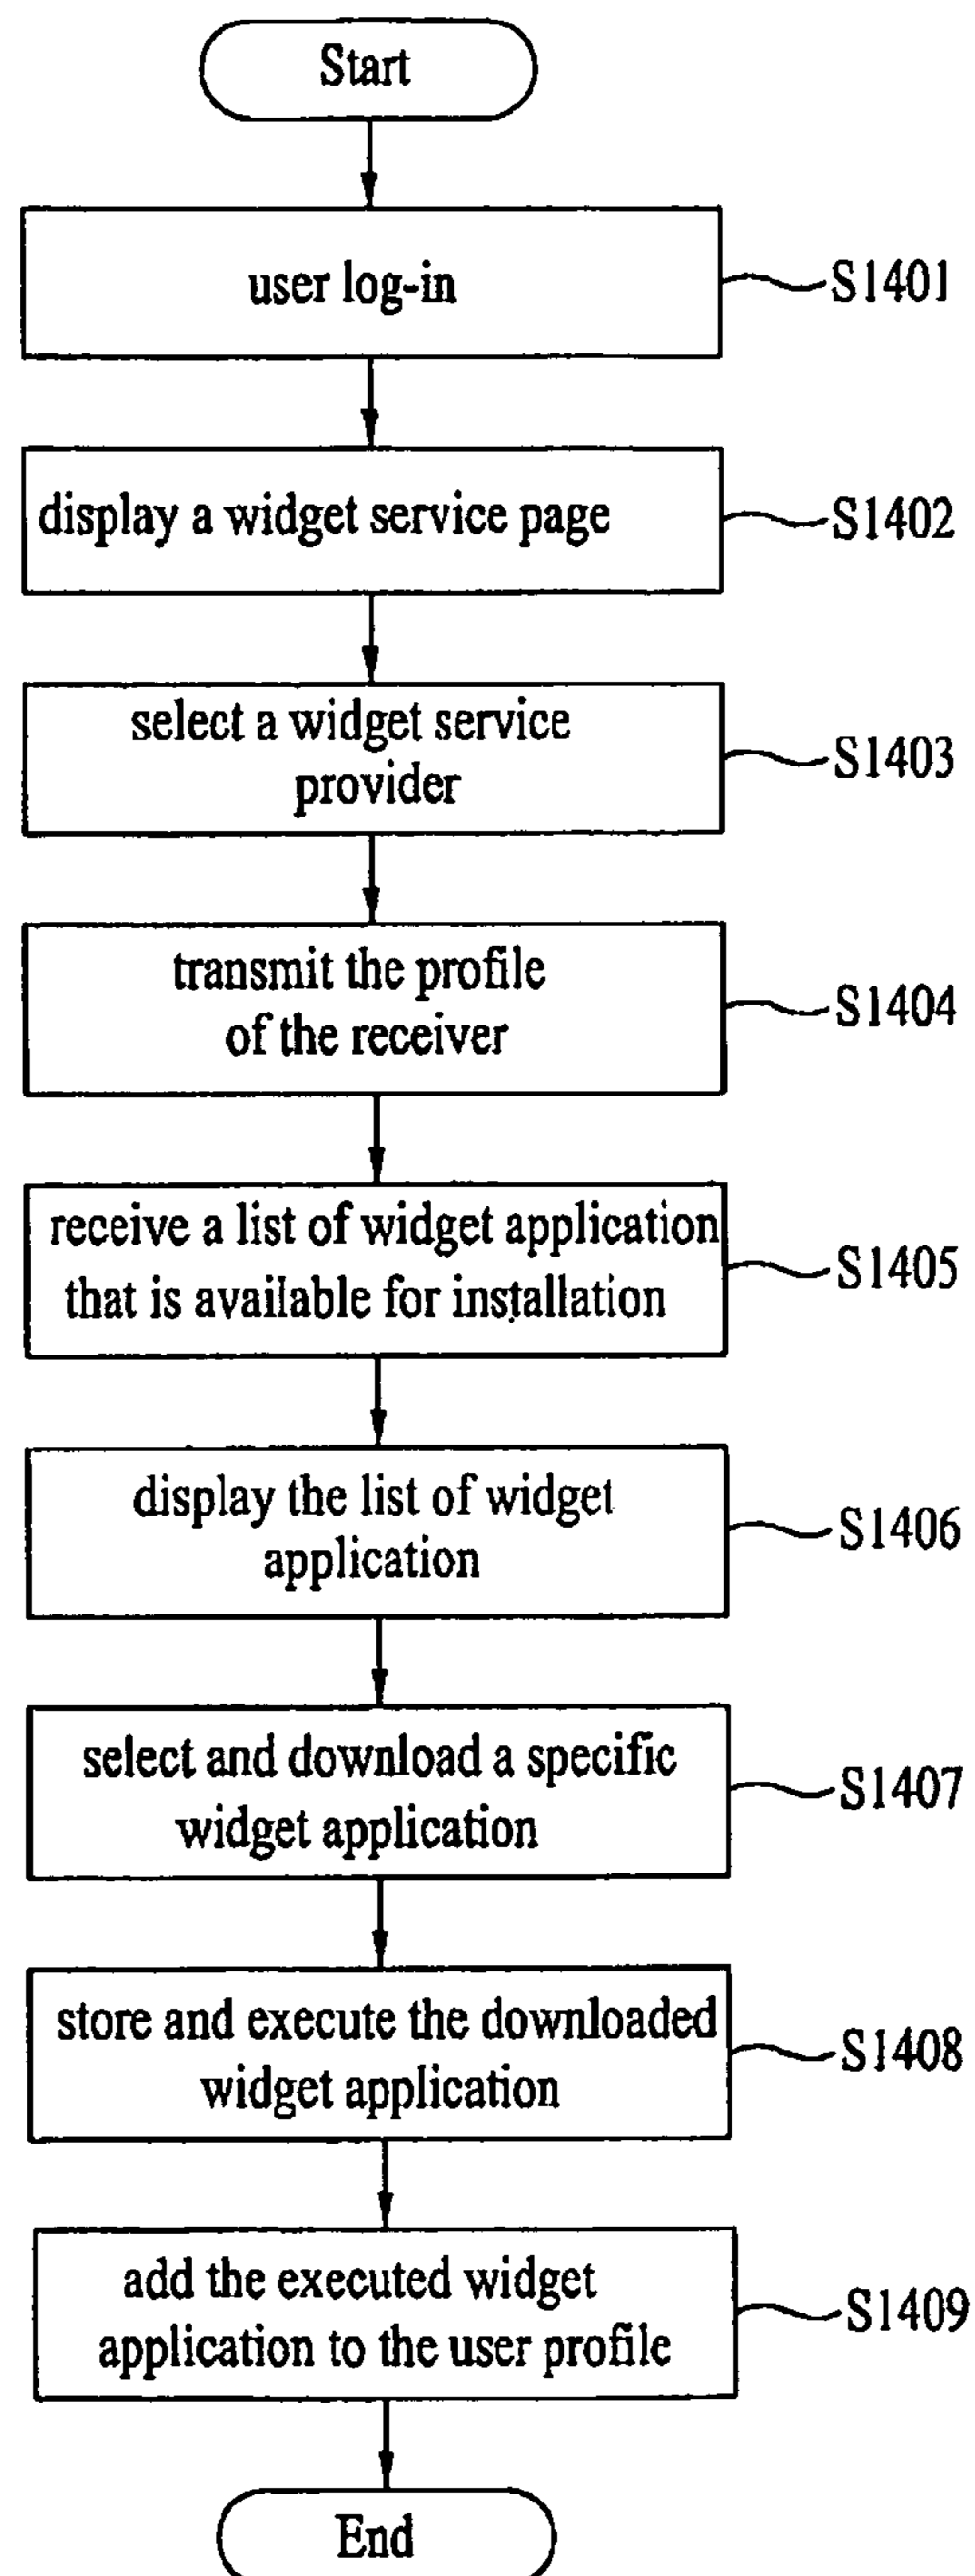 Start
user log-in
S1401
display a widget service page
S1402
select a widget service
provider
S1403
transmit the profile
of the receiver
S1404
receive a list of widget application
that is available for installation
S1405
display the list of widget
application
S1406
select and download a specific
widget application
S1407
store and execute the downloaded
widget application
S1408
add the executed widget
application to the user profile
S1409
End